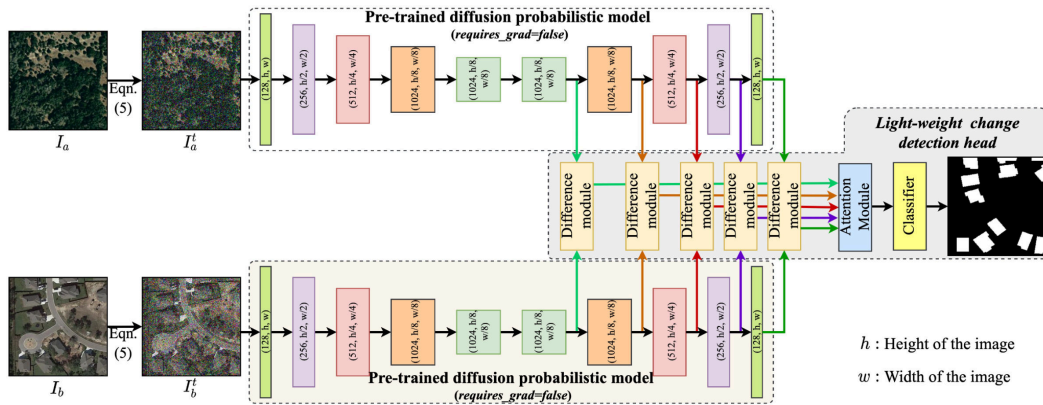 Pre-trained diffusion probabilistic model
(requires_grad=false)
(128, h, w)
(256, h/2, w/2)
(512, h/4, w/4)
(1024, h/8, w/8)
(1024, h/8,
w/8)
(1024, h/8,
w/8)
(1024, h/8, w/8)
(512, h/4, w/4)
(256, h/2, w/2)
(128, h, w)
Eqn.
(5)
I_a
I_a^t
Light-weight change
detection head
Difference
module
Difference
module
Difference
module
Difference
module
Difference
module
Attention
Module
Classifier
(128, h, w)
(256, h/2, w/2)
(512, h/4, w/4)
(1024, h/8, w/8)
(1024, h/8,
w/8)
(1024, h/8,
w/8)
(1024, h/8, w/8)
(512, h/4, w/4)
(256, h/2, w/2)
(128, h, w)
Eqn.
(5)
I_b
I_b^t
Pre-trained diffusion probabilistic model
(requires_grad=false)
h : Height of the image
w : Width of the image